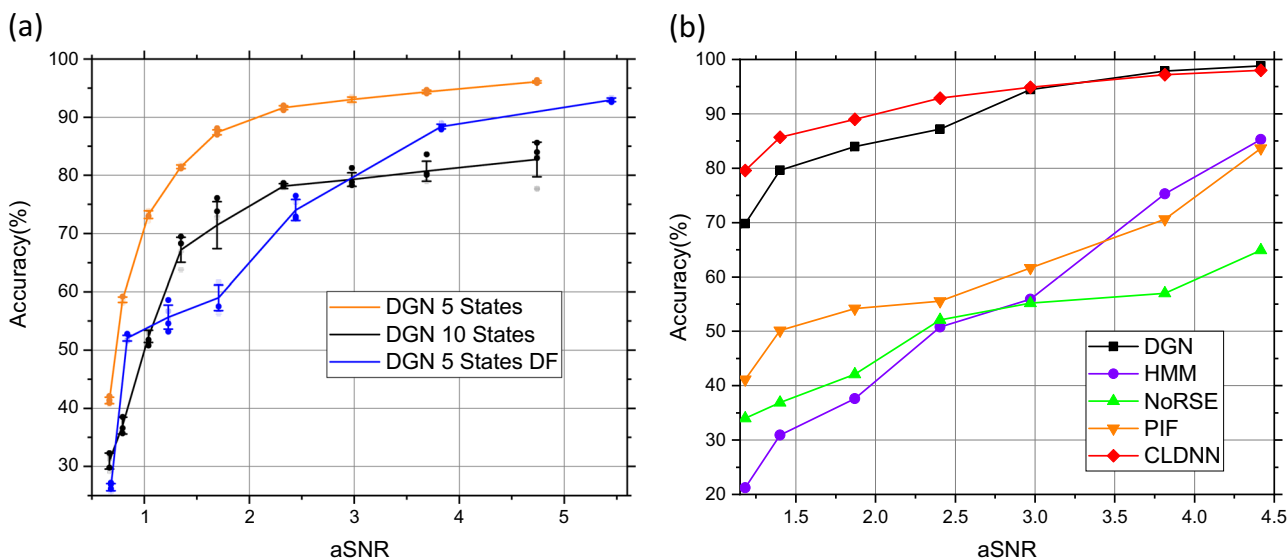 (a)
100
90
80
70
60
50
40
30
Accuracy(%)
1
2
3
4
5
aSNR
DGN 5 States
DGN 10 States
DGN 5 States DF
(b)
100
90
80
70
60
50
40
30
20
Accuracy(%)
1.5
2.0
2.5
3.0
3.5
4.0
4.5
aSNR
DGN
HMM
NoRSE
PIF
CLDNN